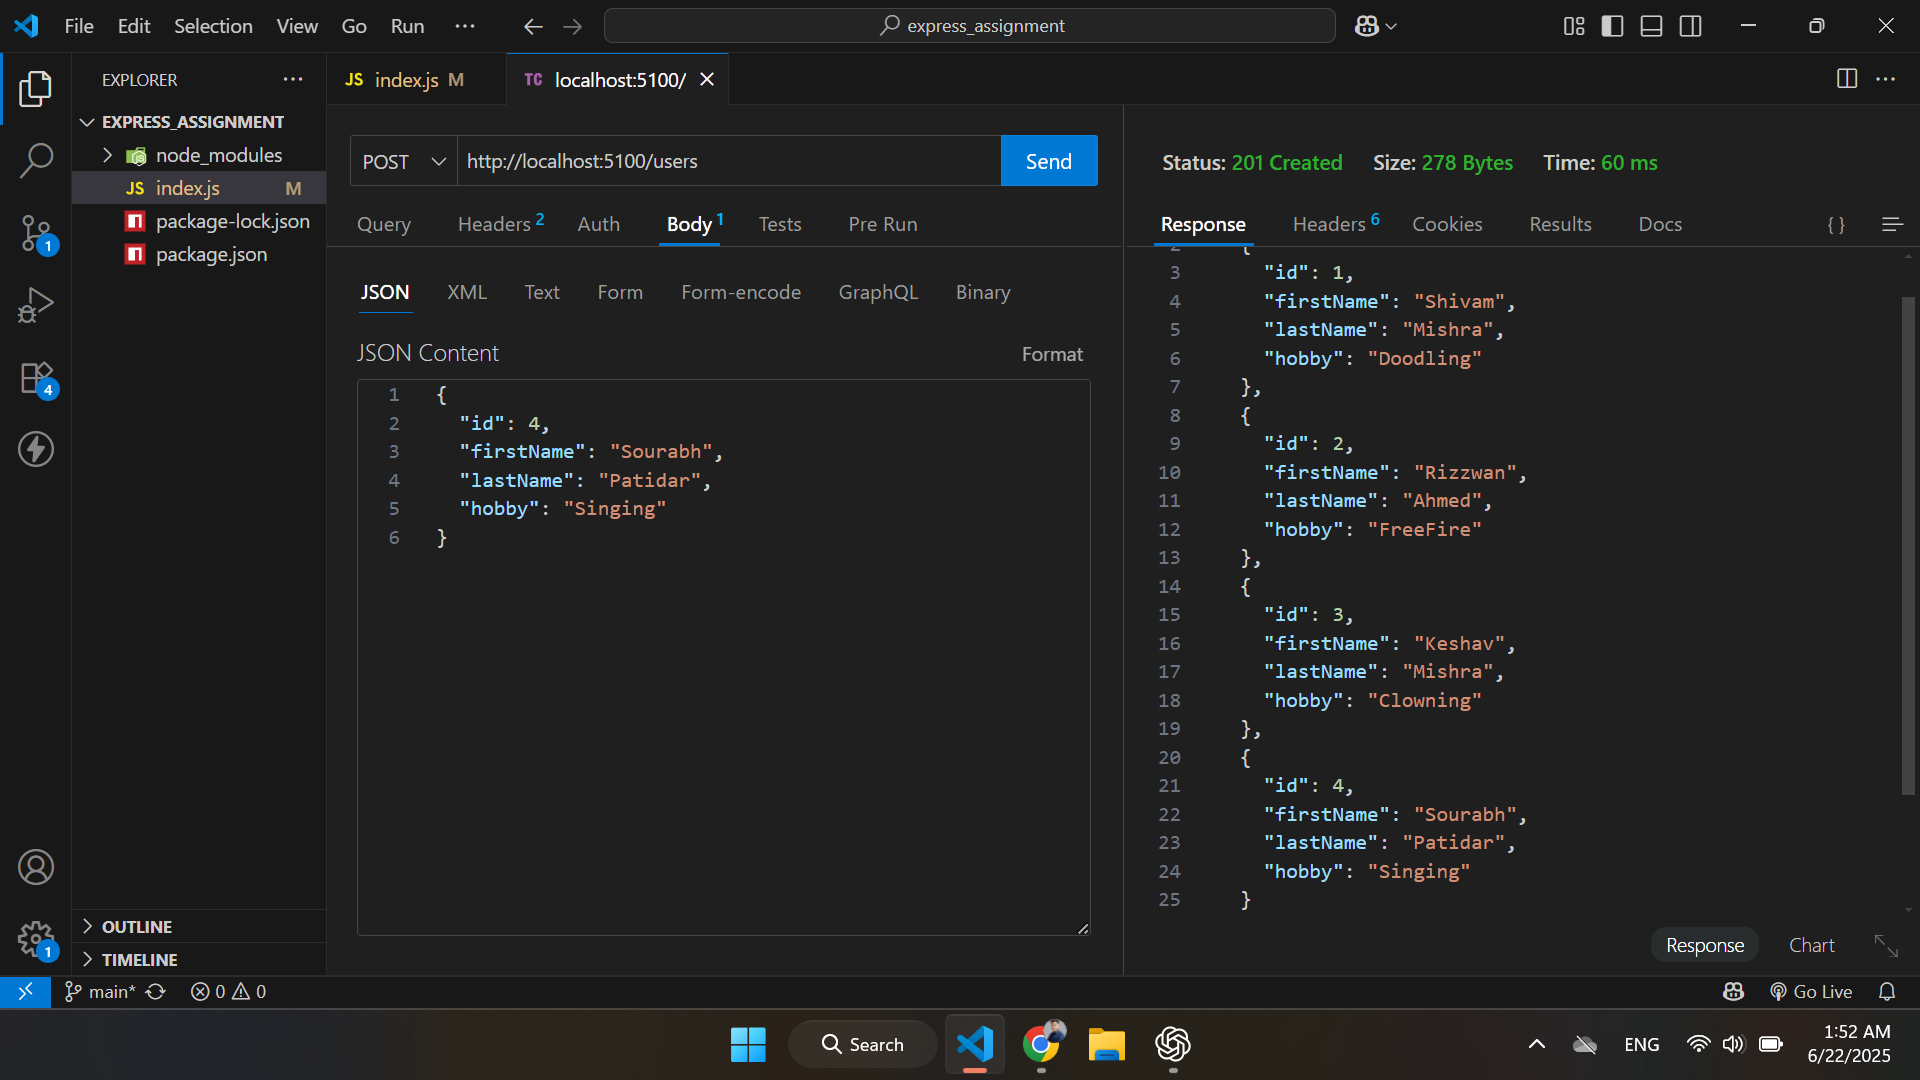 File Edit Selection View Go Run ··· express_assignment
EXPLORER ···
EXPRESS_ASSIGNMENT
node_modules
JS index.js M
package-lock.json
package.json
OUTLINE
TIMELINE
1
4
1
JS index.js M TC localhost:5100/
POST http://localhost:5100/users Send
Query Headers 2 Auth Body 1 Tests Pre Run
JSON XML Text Form Form-encode GraphQL Binary
JSON Content Format
1 {
2 "id": 4,
3 "firstName": "Sourabh",
4 "lastName": "Patidar",
5 "hobby": "Singing"
6 }
Status: 201 Created Size: 278 Bytes Time: 60 ms
Response Headers 6 Cookies Results Docs { }
2 {
3 "id": 1,
4 "firstName": "Shivam",
5 "lastName": "Mishra",
6 "hobby": "Doodling"
7 },
8 {
9 "id": 2,
10 "firstName": "Rizzwan",
11 "lastName": "Ahmed",
12 "hobby": "FreeFire"
13 },
14 {
15 "id": 3,
16 "firstName": "Keshav",
17 "lastName": "Mishra",
18 "hobby": "Clowning"
19 },
20 {
21 "id": 4,
22 "firstName": "Sourabh",
23 "lastName": "Patidar",
24 "hobby": "Singing"
25 }
Response Chart
main* 0 0 Go Live
Search ENG 1:52 AM
6/22/2025